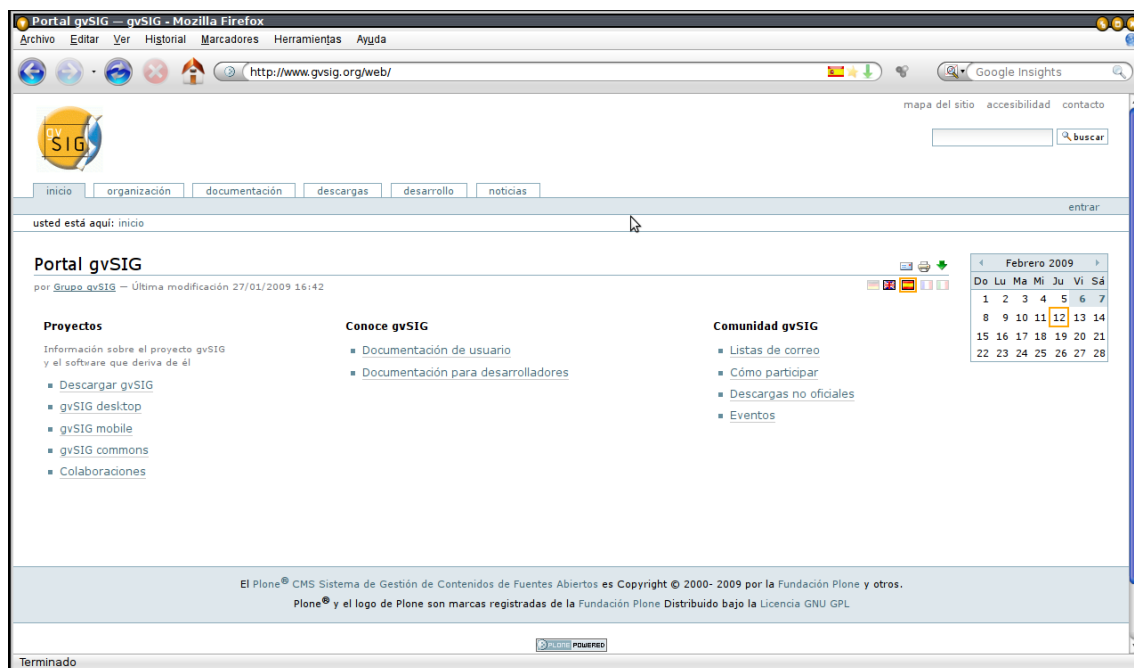 Portal gvSIG — gvSIG - Mozilla Firefox
Archivo Editar Ver Historial Marcadores Herramientas Ayuda
http://www.gvsig.org/web/
Google Insights
mapa del sitio accesibilidad contacto
gv
SIG
buscar
inicio organización documentación descargas desarrollo noticias
entrar
usted está aquí: inicio
Portal gvSIG
por Grupo gvSIG — Última modificación 27/01/2009 16:42
Febrero 2009
Do Lu Ma Mi Ju Vi Sá
1 2 3 4 5 6 7
8 9 10 11 12 13 14
15 16 17 18 19 20 21
22 23 24 25 26 27 28
Proyectos
Información sobre el proyecto gvSIG
y el software que deriva de él
Descargar gvSIG
gvSIG desktop
gvSIG mobile
gvSIG commons
Colaboraciones
Conoce gvSIG
Documentación de usuario
Documentación para desarrolladores
Comunidad gvSIG
Listas de correo
Cómo participar
Descargas no oficiales
Eventos
El Plone® CMS Sistema de Gestión de Contenidos de Fuentes Abiertos es Copyright © 2000- 2009 por la Fundación Plone y otros.
Plone® y el logo de Plone son marcas registradas de la Fundación Plone Distribuido bajo la Licencia GNU GPL
PLONE POWERED
Terminado